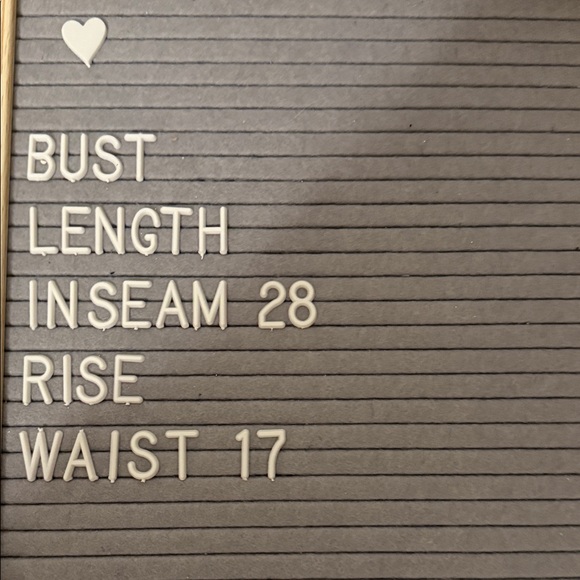 BUST
LENGTH
INSEAM 28
RISE
WAIST 17